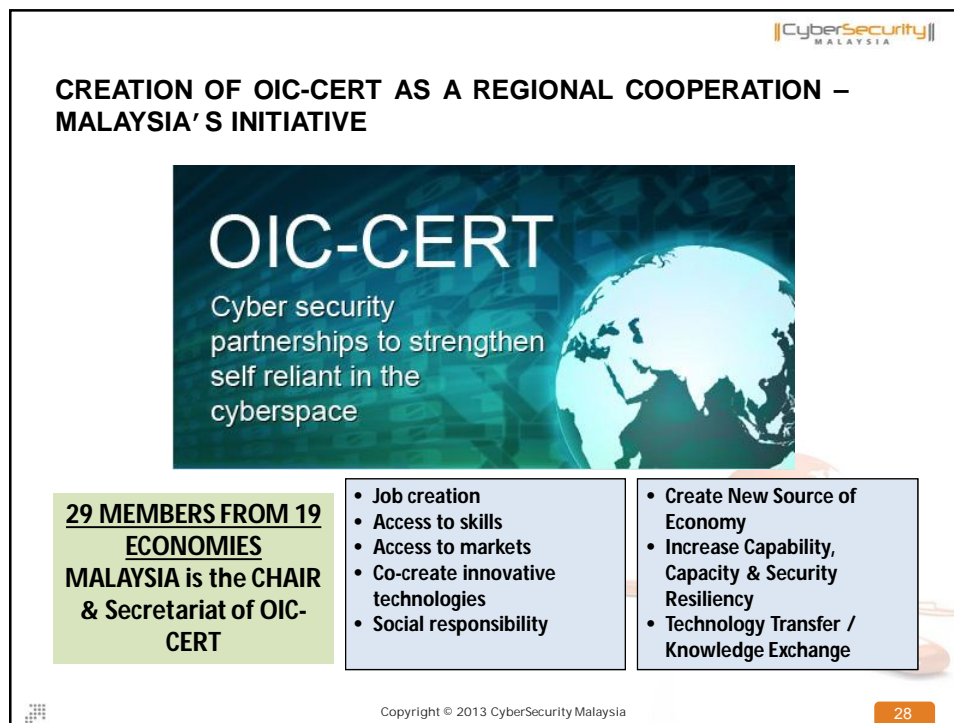 CyberSecurity
MALAYSIA
CREATION OF OIC-CERT AS A REGIONAL COOPERATION –
MALAYSIA'S INITIATIVE
OIC-CERT
Cyber security
partnerships to strengthen
self reliant in the
cyberspace
29 MEMBERS FROM 19
ECONOMIES
MALAYSIA is the CHAIR
& Secretariat of OIC-
CERT
• Job creation
• Access to skills
• Access to markets
• Co-create innovative
technologies
• Social responsibility
• Create New Source of
Economy
• Increase Capability,
Capacity & Security
Resiliency
• Technology Transfer /
Knowledge Exchange
Copyright © 2013 CyberSecurity Malaysia
28